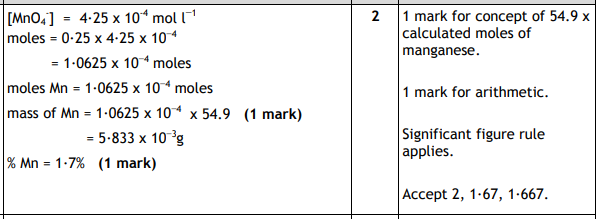 [MnO₄⁻] = 4·25 x 10⁻⁴ mol l⁻¹
moles = 0·25 x 4·25 x 10⁻⁴
= 1·0625 x 10⁻⁴ moles
moles Mn = 1·0625 x 10⁻⁴ moles
mass of Mn = 1·0625 x 10⁻⁴ x 54.9 (1 mark)
= 5·833 x 10⁻³g
% Mn = 1·7% (1 mark)
2
1 mark for concept of 54.9 x
calculated moles of
manganese.
1 mark for arithmetic.
Significant figure rule
applies.
Accept 2, 1·67, 1·667.